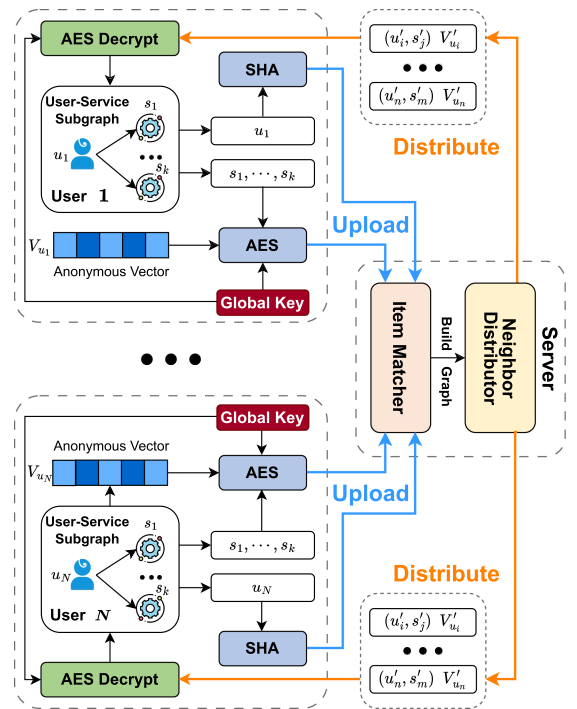 AES Decrypt
(u′_i, s′_j) V′_{u_i}
(u′_n, s′_m) V′_{u_n}
SHA
User-Service
Subgraph
s_1
u_1
s_k
User 1
u_1
s_1, ⋯, s_k
Distribute
Upload
V_{u_1}
AES
Anonymous Vector
Global Key
Item Matcher
Build
Graph
Neighbor
Distributor
Server
Global Key
Anonymous Vector
V_{u_N}
AES
Upload
User-Service
Subgraph
s_1
u_N
s_k
User N
s_1, ⋯, s_k
u_N
Distribute
SHA
(u′_i, s′_j) V′_{u_i}
(u′_n, s′_m) V′_{u_n}
AES Decrypt